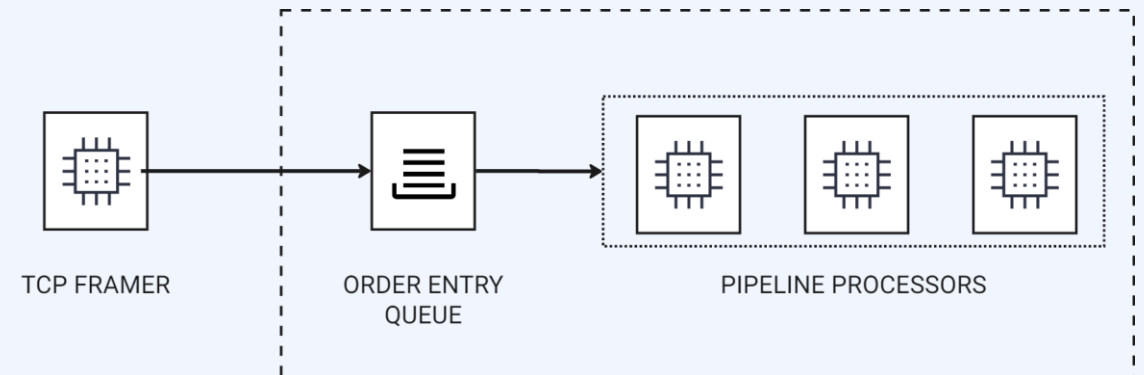 TCP FRAMER
ORDER ENTRY
QUEUE
PIPELINE PROCESSORS